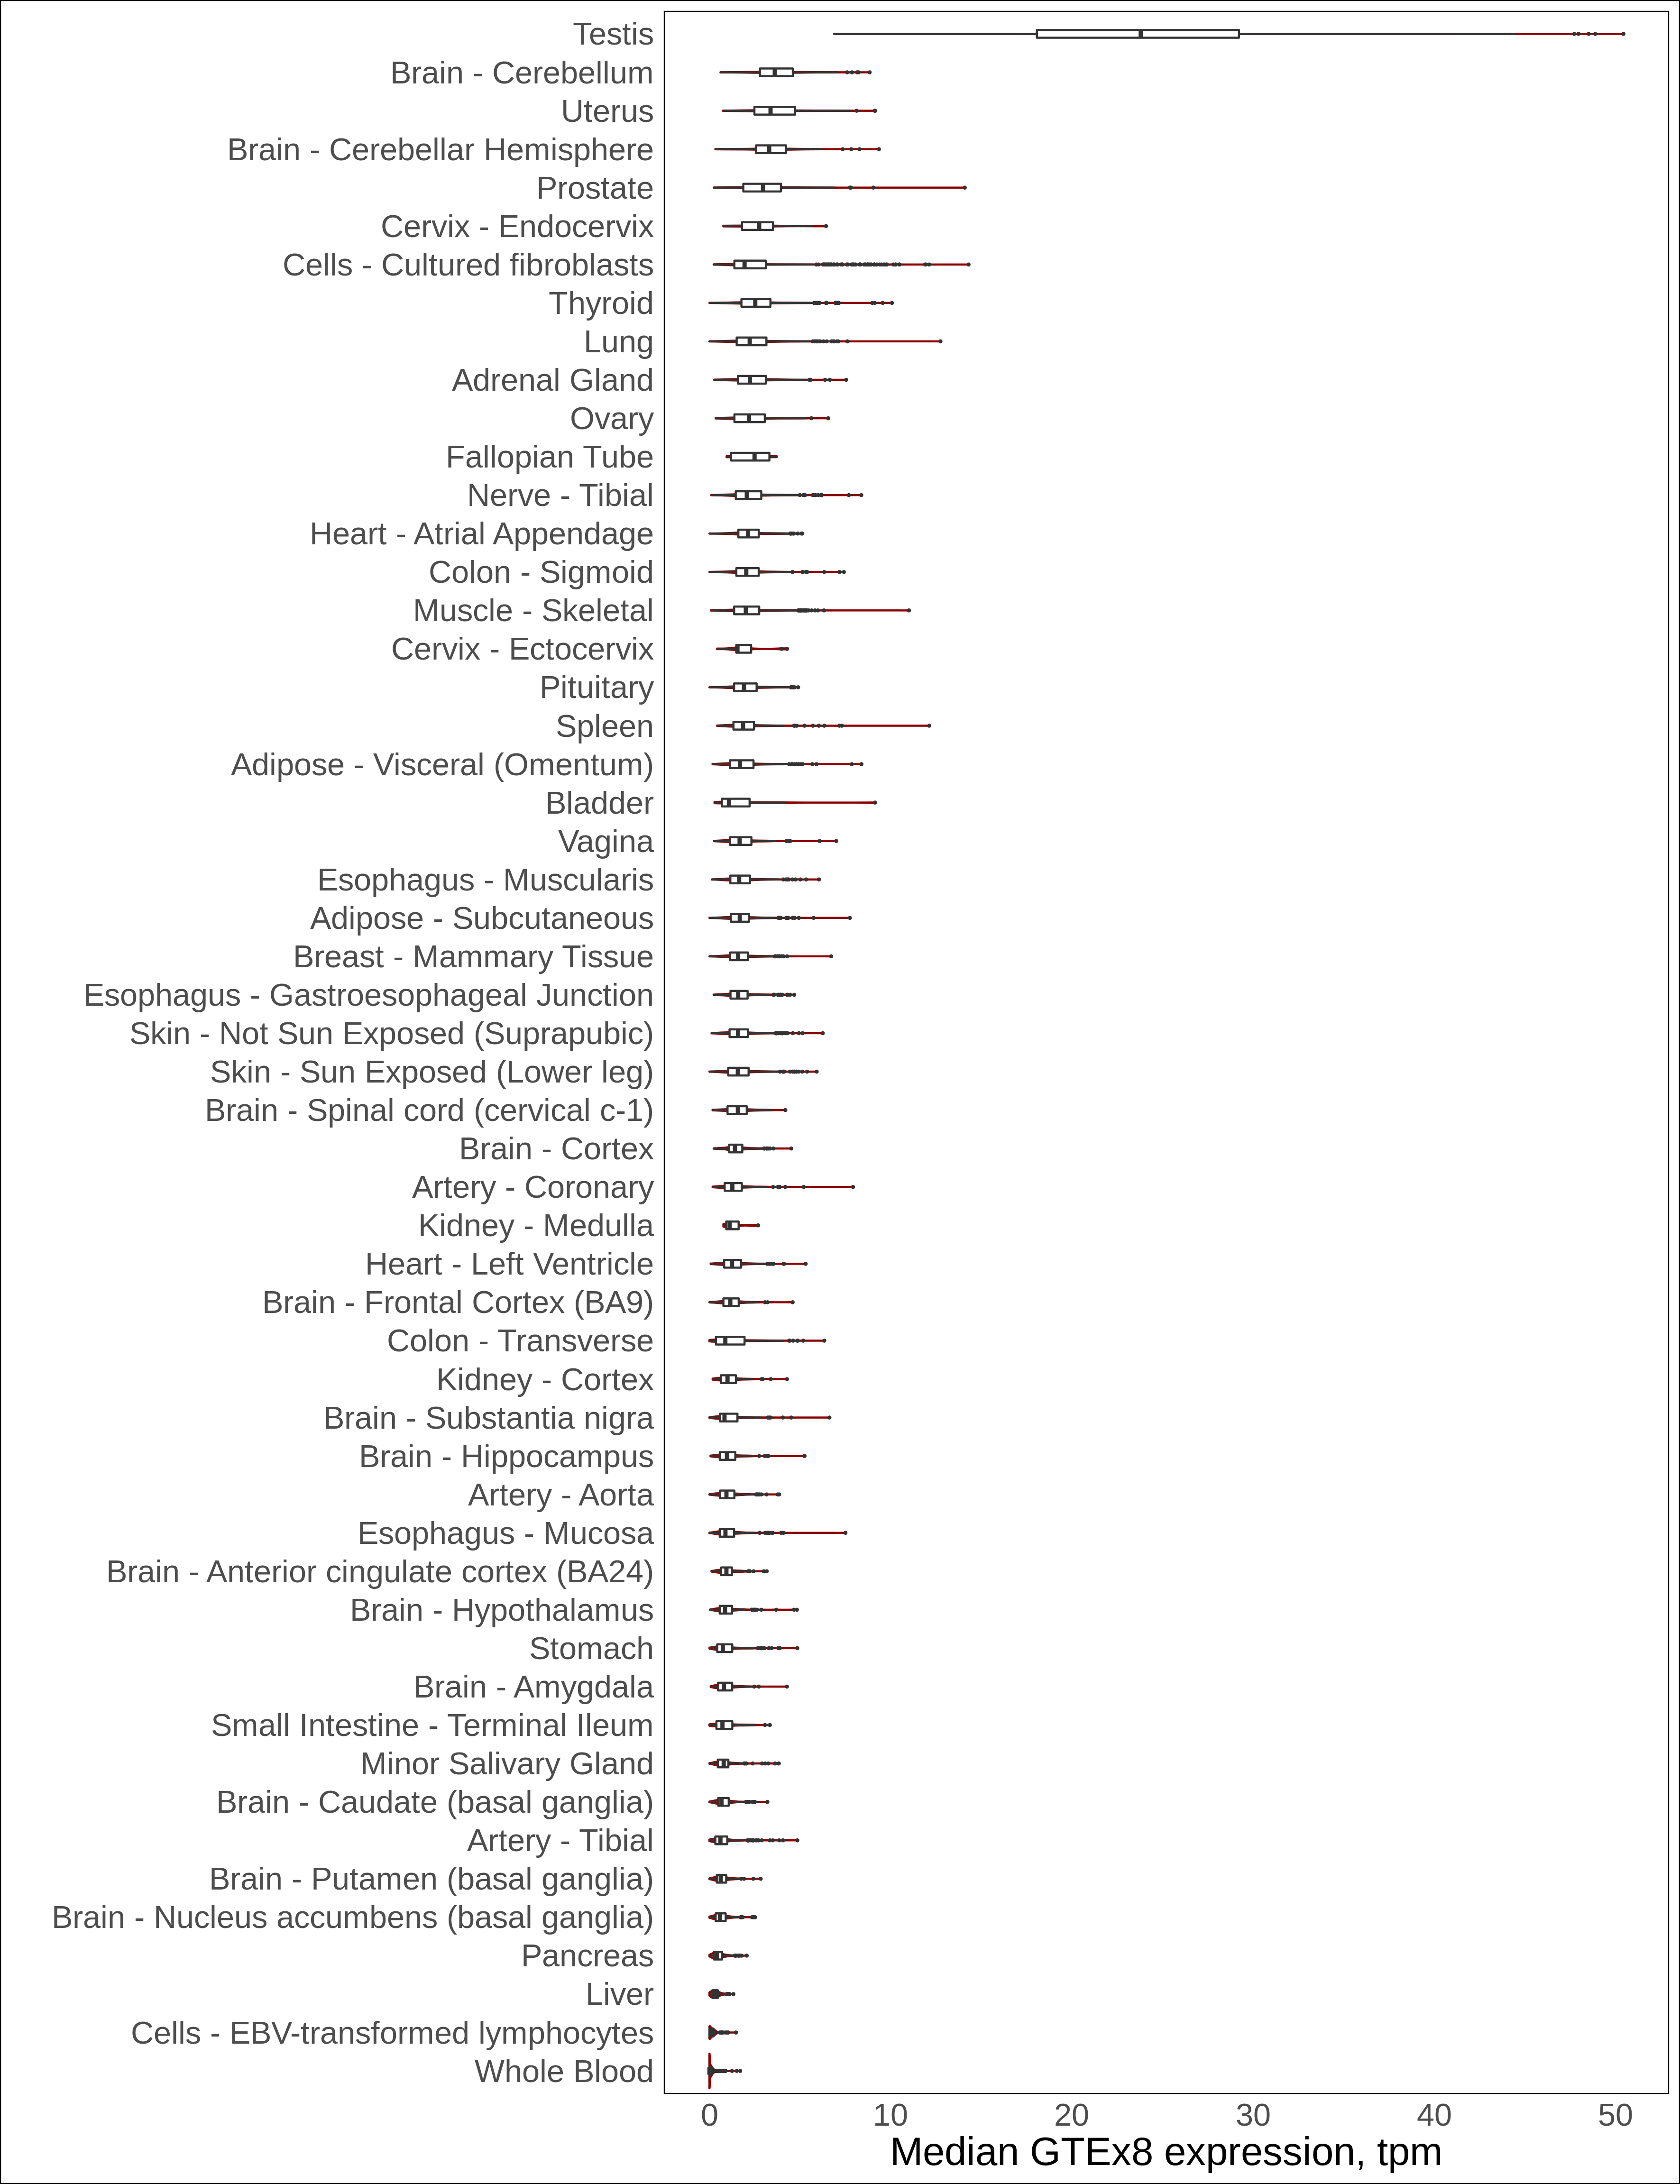 Testis
Brain - Cerebellum
Uterus
Brain - Cerebellar Hemisphere
Prostate
Cervix - Endocervix
Cells - Cultured fibroblasts
Thyroid
Lung
Adrenal Gland
Ovary
Fallopian Tube
Nerve - Tibial
Heart - Atrial Appendage
Colon - Sigmoid
Muscle - Skeletal
Cervix - Ectocervix
Pituitary
Spleen
Adipose - Visceral (Omentum)
Bladder
Vagina
Esophagus - Muscularis
Adipose - Subcutaneous
Breast - Mammary Tissue
Esophagus - Gastroesophageal Junction
Skin - Not Sun Exposed (Suprapubic)
Skin - Sun Exposed (Lower leg)
Brain - Spinal cord (cervical c-1)
Brain - Cortex
Artery - Coronary
Kidney - Medulla
Heart - Left Ventricle
Brain - Frontal Cortex (BA9)
Colon - Transverse
Kidney - Cortex
Brain - Substantia nigra
Brain - Hippocampus
Artery - Aorta
Esophagus - Mucosa
Brain - Anterior cingulate cortex (BA24)
Brain - Hypothalamus
Stomach
Brain - Amygdala
Small Intestine - Terminal Ileum
Minor Salivary Gland
Brain - Caudate (basal ganglia)
Artery - Tibial
Brain - Putamen (basal ganglia)
Brain - Nucleus accumbens (basal ganglia)
Pancreas
Liver
Cells - EBV-transformed lymphocytes
Whole Blood
0 10 20 30 40 50
Median GTEx8 expression, tpm